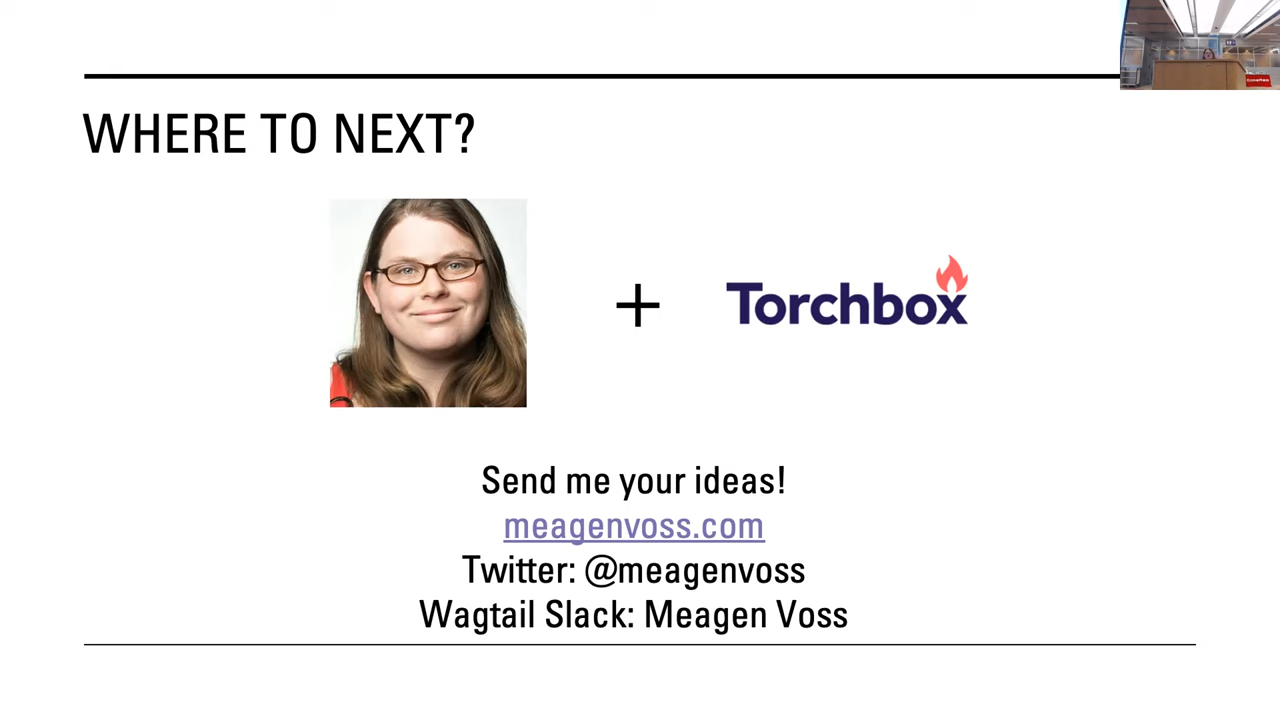 WHERE TO NEXT?
+
Torchbox
Send me your ideas!
meagenvoss.com
Twitter: @meagenvoss
Wagtail Slack: Meagen Voss